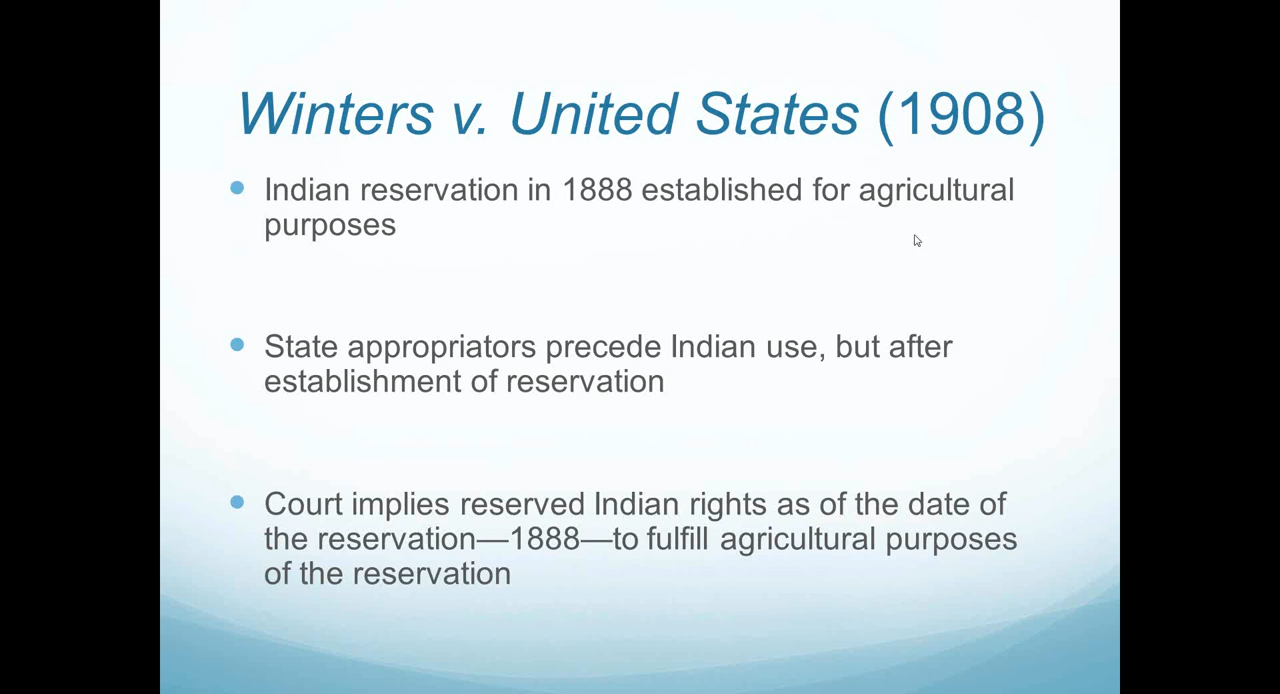 Winters v. United States (1908)
Indian reservation in 1888 established for agricultural
purposes
State appropriators precede Indian use, but after
establishment of reservation
Court implies reserved Indian rights as of the date of
the reservation—1888—to fulfill agricultural purposes
of the reservation